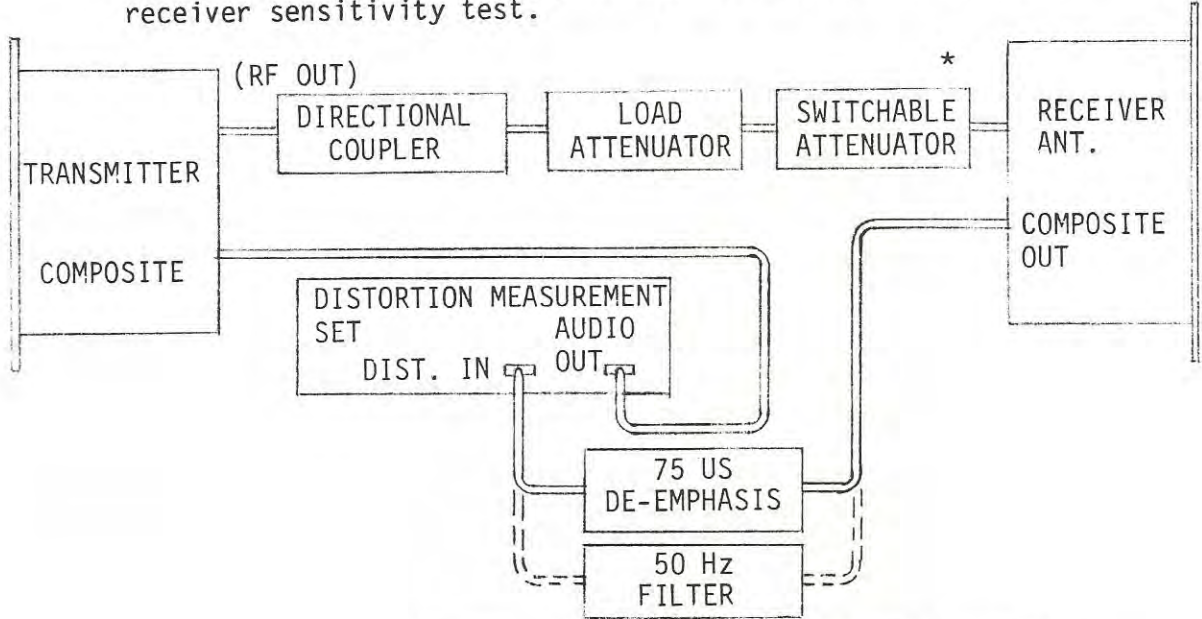 receiver sensitivity test.
*
(RF OUT)
DIRECTIONAL
COUPLER
LOAD
ATTENUATOR
SWITCHABLE
ATTENUATOR
RECEIVER
ANT.
TRANSMITTER
COMPOSITE
COMPOSITE
OUT
DISTORTION MEASUREMENT
SET
AUDIO
DIST. IN
OUT
75 US
DE-EMPHASIS
50 Hz
FILTER